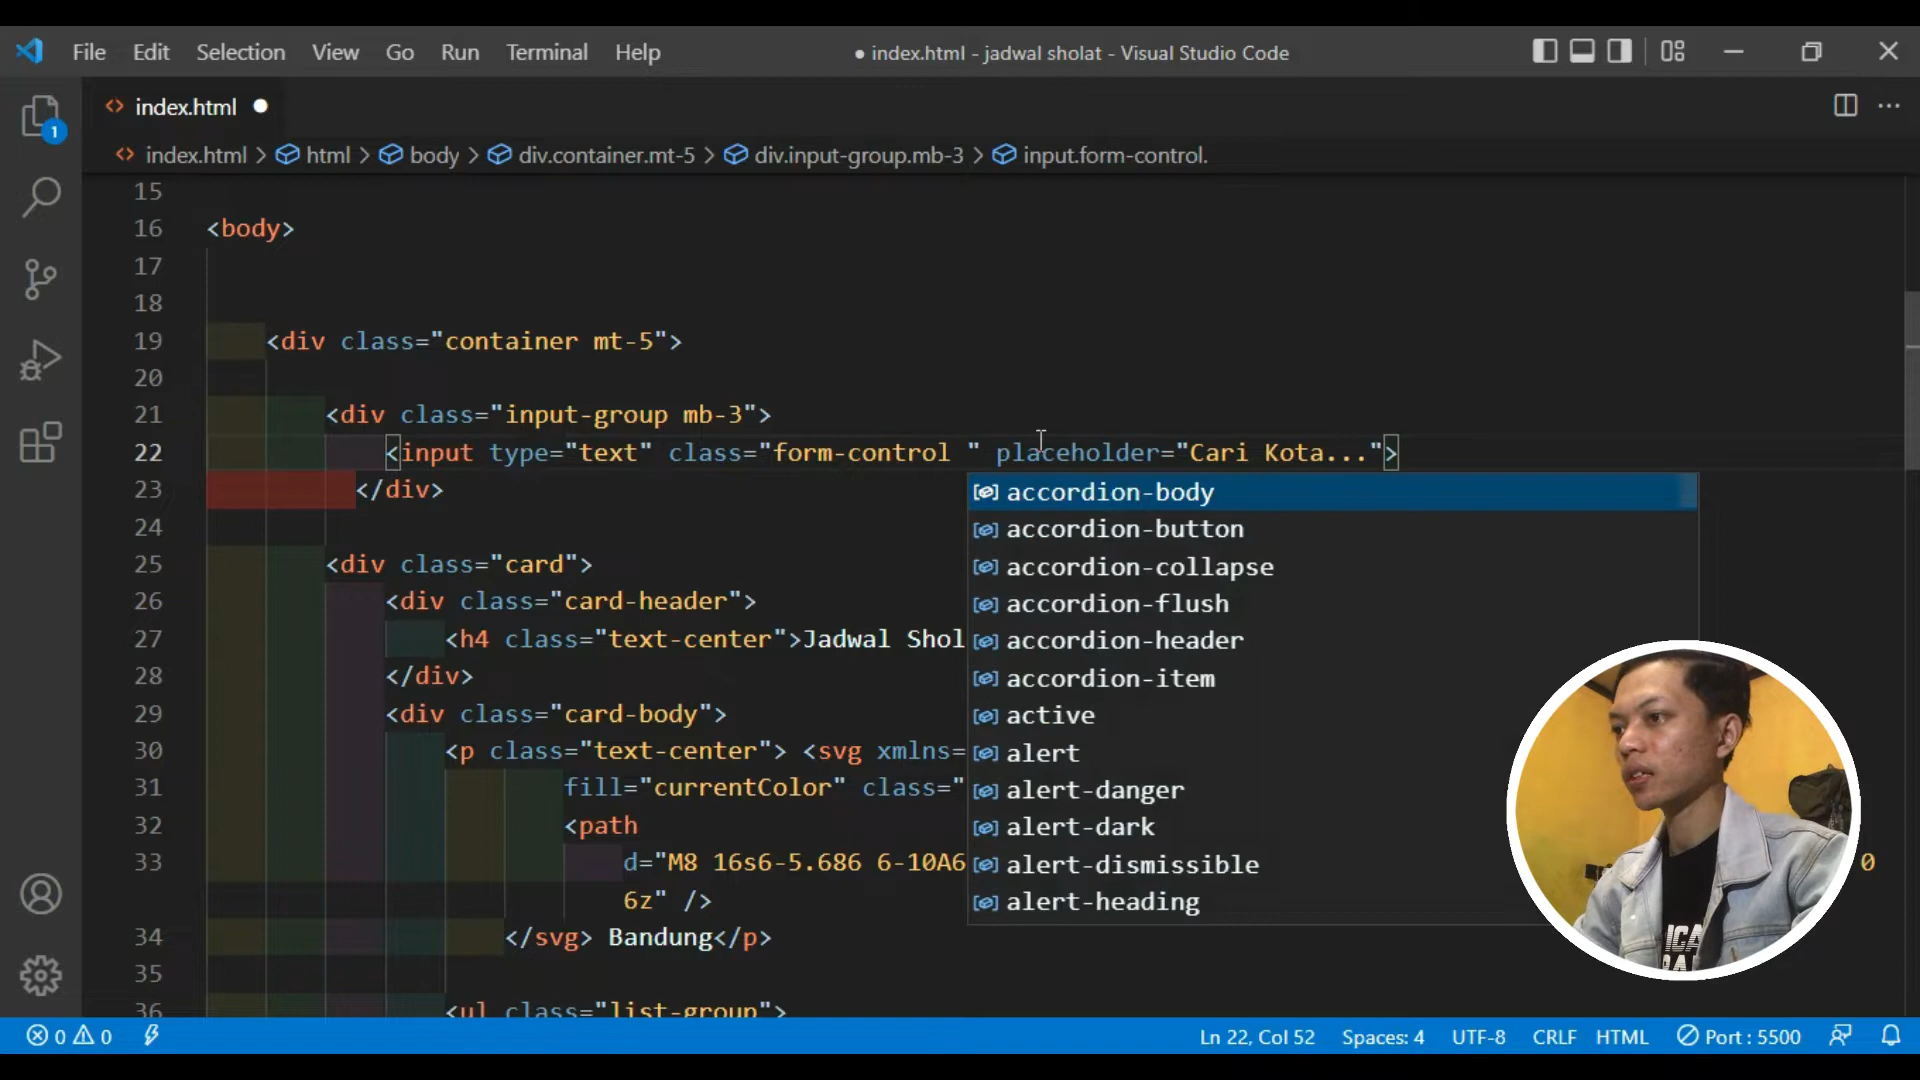 File Edit Selection View Go Run Terminal Help ● index.html - jadwal sholat - Visual Studio Code
1
<> index.html ●
<> index.html > html > body > div.container.mt-5 > div.input-group.mb-3 > input.form-control.
15
16 <body>
17
18
19 <div class="container mt-5">
20
21 <div class="input-group mb-3">
22 <input type="text" class="form-control " placeholder="Cari Kota...">
23 </div>
24
25 <div class="card">
26 <div class="card-header">
27 <h4 class="text-center">Jadwal Shol
28 </div>
29 <div class="card-body">
30 <p class="text-center"> <svg xmlns=
31 fill="currentColor" class="
32 <path
33 d="M8 16s6-5.686 6-10A6 0
6z" />
34 </svg> Bandung</p>
35
36 <ul class="list-group">
accordion-body
accordion-button
accordion-collapse
accordion-flush
accordion-header
accordion-item
active
alert
alert-danger
alert-dark
alert-dismissible
alert-heading
0 0 Ln 22, Col 52 Spaces: 4 UTF-8 CRLF HTML Port : 5500